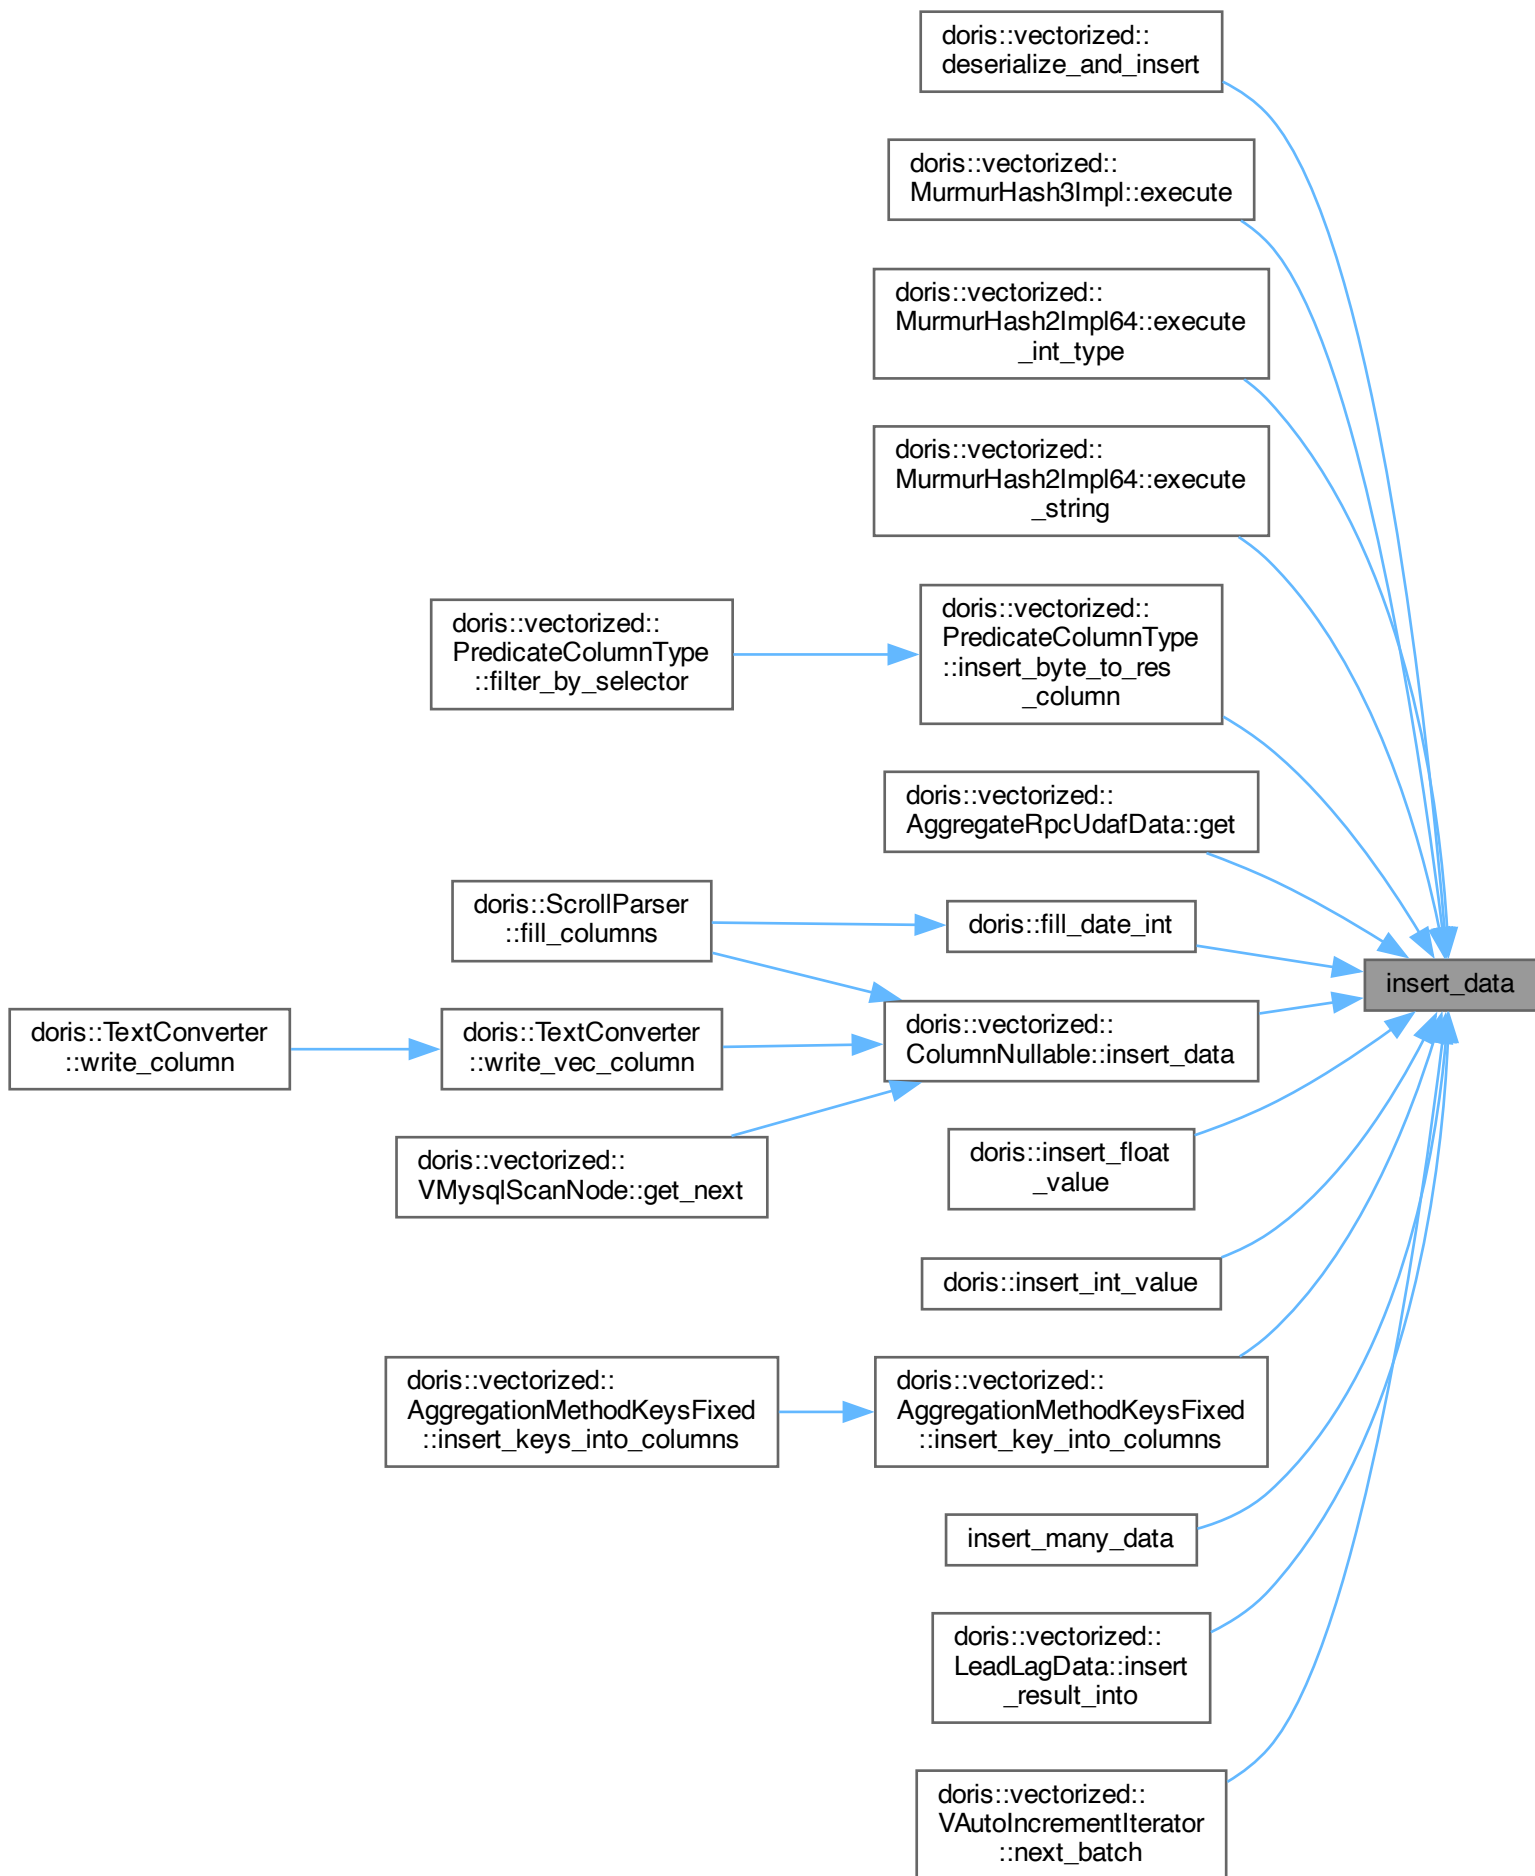 doris::vectorized::
deserialize_and_insert
doris::vectorized::
MurmurHash3Impl::execute
doris::vectorized::
MurmurHash2Impl64::execute
_int_type
doris::vectorized::
MurmurHash2Impl64::execute
_string
doris::vectorized::
PredicateColumnType
::filter_by_selector
doris::vectorized::
PredicateColumnType
::insert_byte_to_res
_column
doris::vectorized::
AggregateRpcUdafData::get
doris::ScrollParser
::fill_columns
doris::fill_date_int
insert_data
doris::TextConverter
::write_column
doris::TextConverter
::write_vec_column
doris::vectorized::
ColumnNullable::insert_data
doris::vectorized::
VMysqlScanNode::get_next
doris::insert_float
_value
doris::insert_int_value
doris::vectorized::
AggregationMethodKeysFixed
::insert_keys_into_columns
doris::vectorized::
AggregationMethodKeysFixed
::insert_key_into_columns
insert_many_data
doris::vectorized::
LeadLagData::insert
_result_into
doris::vectorized::
VAutoIncrementIterator
::next_batch